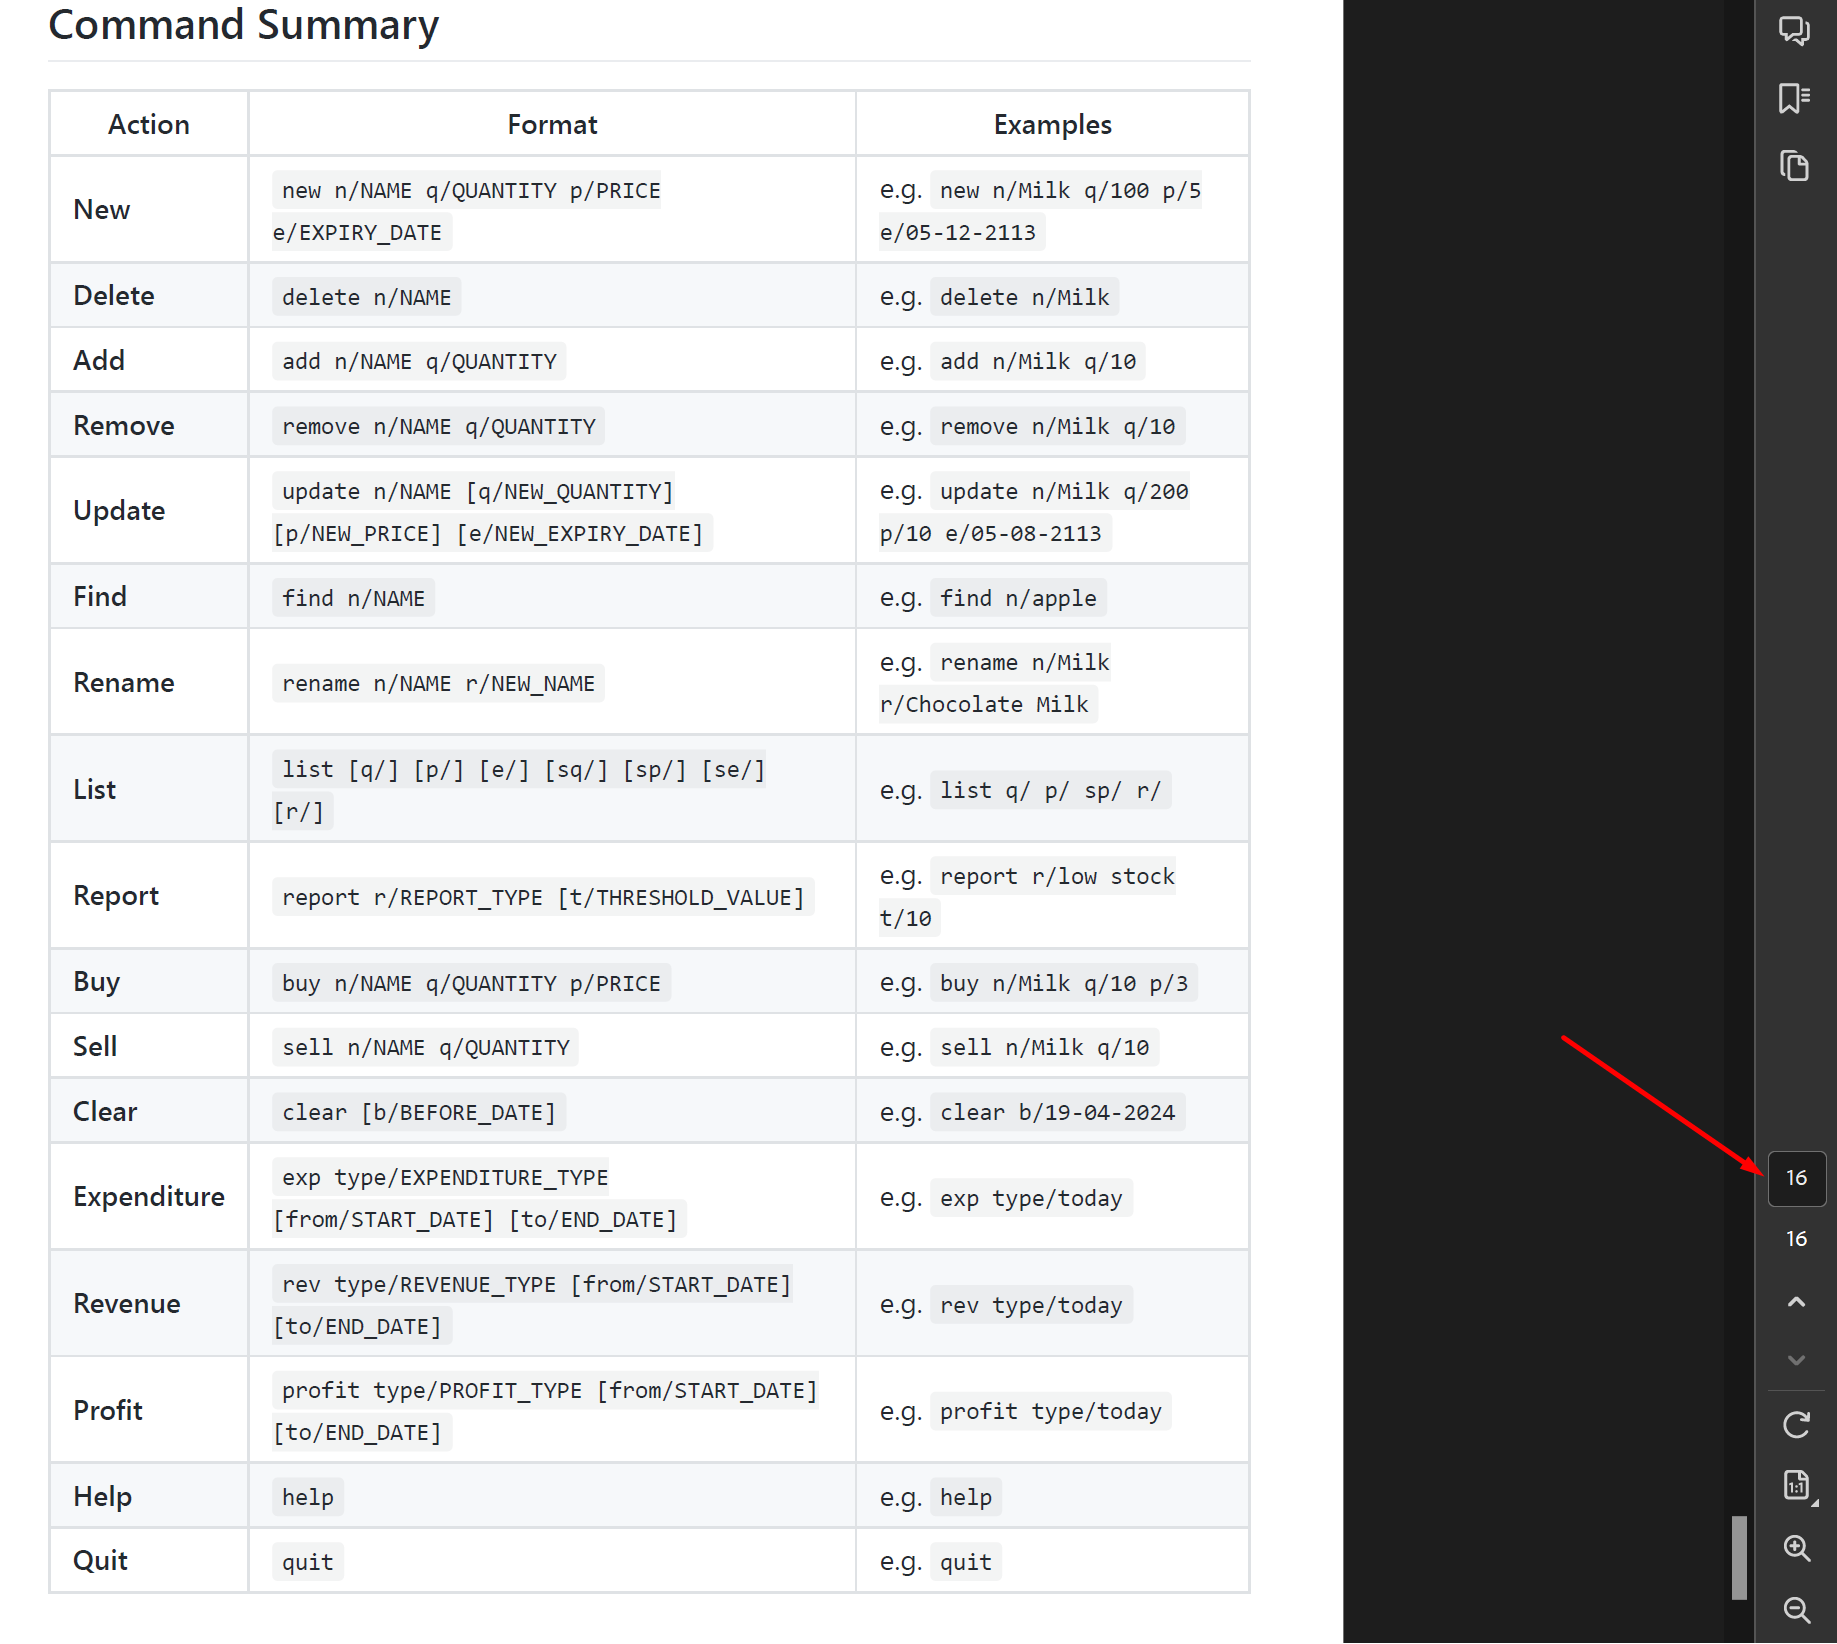 Command Summary
Action Format Examples
New new n/NAME q/QUANTITY p/PRICE e.g. new n/Milk q/100 p/5
e/EXPIRY_DATE e/05-12-2113
Delete delete n/NAME e.g. delete n/Milk
Add add n/NAME q/QUANTITY e.g. add n/Milk q/10
Remove remove n/NAME q/QUANTITY e.g. remove n/Milk q/10
Update update n/NAME [q/NEW_QUANTITY] e.g. update n/Milk q/200
[p/NEW_PRICE] [e/NEW_EXPIRY_DATE] p/10 e/05-08-2113
Find find n/NAME e.g. find n/apple
Rename rename n/NAME r/NEW_NAME e.g. rename n/Milk
r/Chocolate Milk
List list [q/] [p/] [e/] [sq/] [sp/] [se/] e.g. list q/ p/ sp/ r/
[r/]
Report report r/REPORT_TYPE [t/THRESHOLD_VALUE] e.g. report r/low stock
t/10
Buy buy n/NAME q/QUANTITY p/PRICE e.g. buy n/Milk q/10 p/3
Sell sell n/NAME q/QUANTITY e.g. sell n/Milk q/10
Clear clear [b/BEFORE_DATE] e.g. clear b/19-04-2024
Expenditure exp type/EXPENDITURE_TYPE e.g. exp type/today
[from/START_DATE] [to/END_DATE]
Revenue rev type/REVENUE_TYPE [from/START_DATE] e.g. rev type/today
[to/END_DATE]
Profit profit type/PROFIT_TYPE [from/START_DATE] e.g. profit type/today
[to/END_DATE]
Help help e.g. help
Quit quit e.g. quit
16
16
1:1